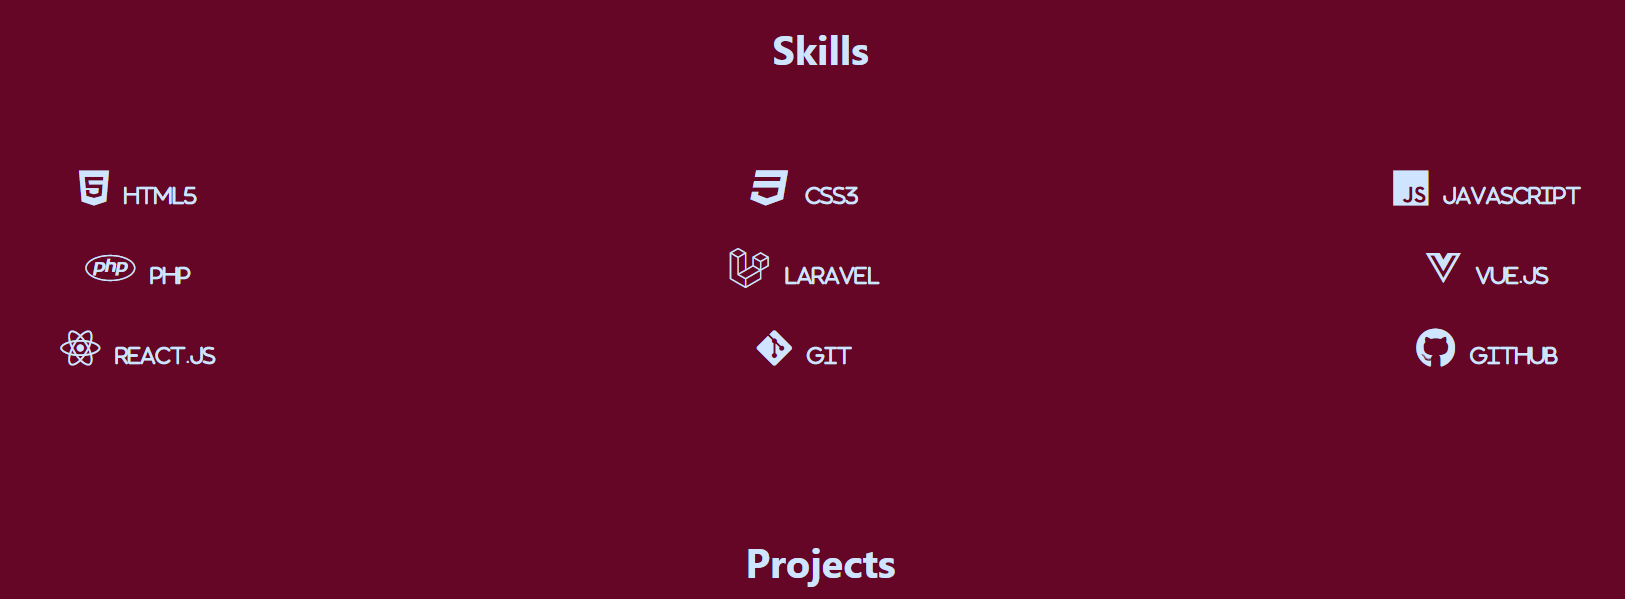 Skills
HTML5 CSS3 JS JAVASCRIPT
php PHP LARAVEL VUE.JS
REACT.JS GIT GITHUB
Projects